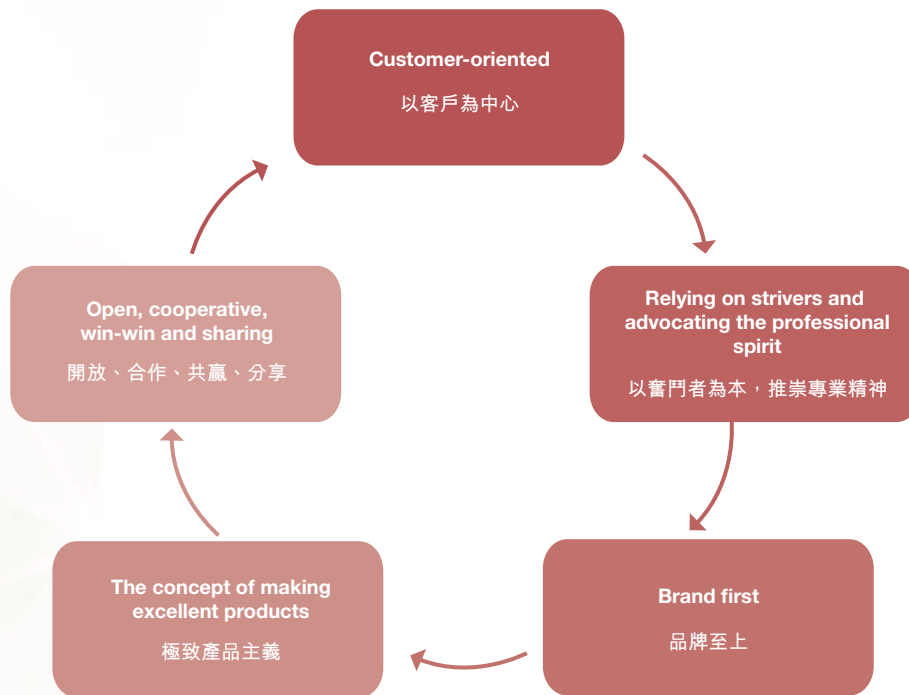 Customer-oriented
以客戶為中心
Relying on strivers and
advocating the professional
spirit
以奮鬥者為本，推崇專業精神
Brand first
品牌至上
The concept of making
excellent products
極致產品主義
Open, cooperative,
win-win and sharing
開放、合作、共贏、分享